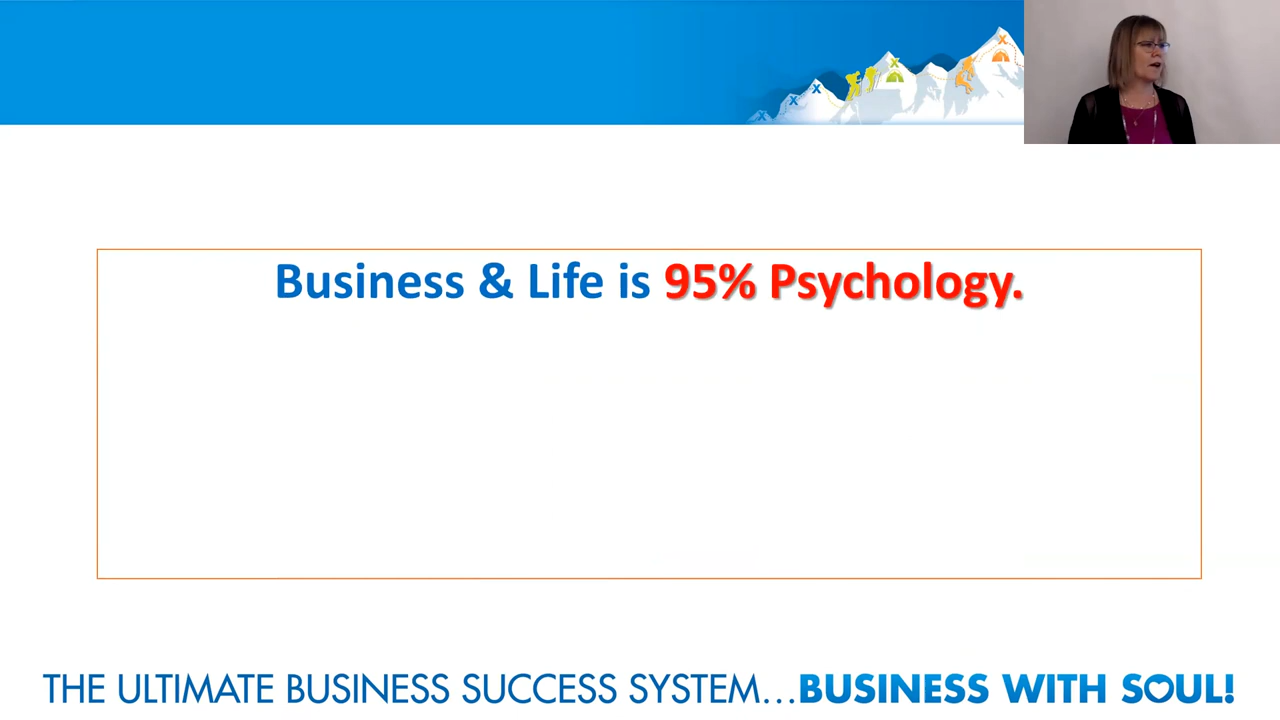 Business & Life is 95% Psychology.
THE ULTIMATE BUSINESS SUCCESS SYSTEM...BUSINESS WITH SOUL!